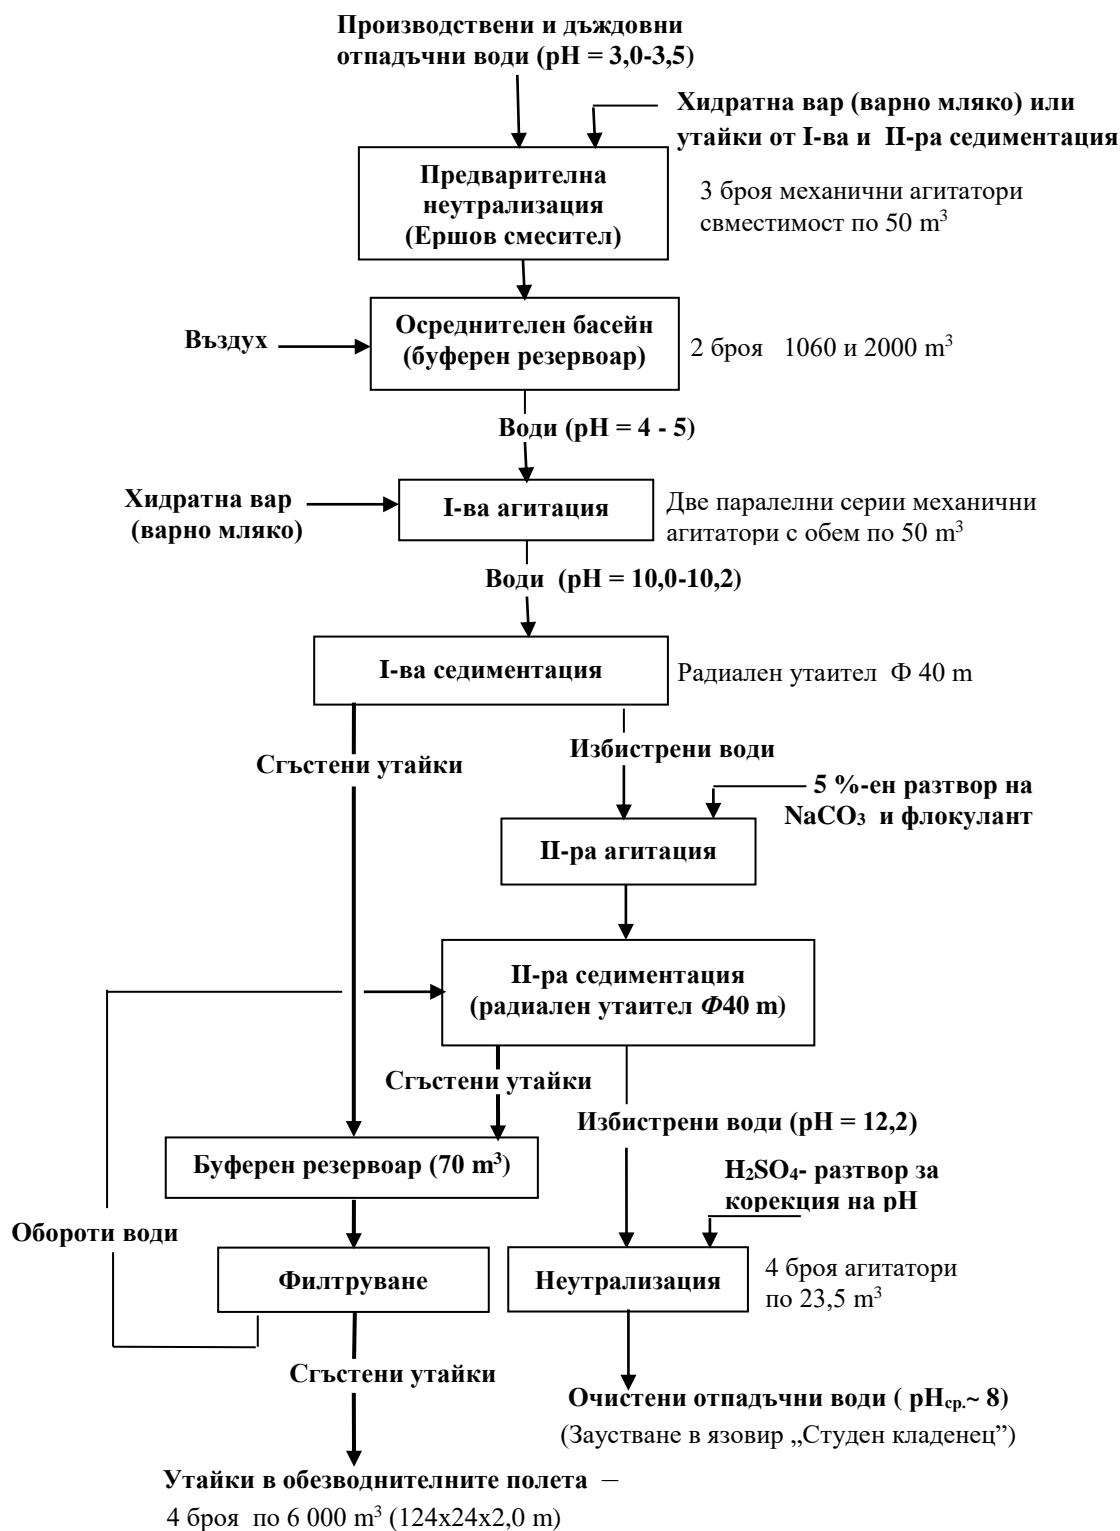 Производствени и дъждовни
отпадъчни води (pH = 3,0-3,5)
Хидратна вар (варно мляко) или
утайки от I-ва и II-ра седиментация
Предварителна
неутрализация
(Ершов смесител)
3 броя механични агитатори
свместимост по 50 m³
Въздух
Осреднителен басейн
(буферен резервоар)
2 броя 1060 и 2000 m³
Води (pH = 4 - 5)
Хидратна вар
(варно мляко)
I-ва агитация
Две паралелни серии механични
агитатори с обем по 50 m³
Води (pH = 10,0-10,2)
I-ва седиментация
Радиален утаител Ф 40 m
Сгъстени утайки
Избистрени води
5 %-ен разтвор на
NaCO₃ и флокулант
II-ра агитация
II-ра седиментация
(радиален утаител Ф40 m)
Сгъстени утайки
Избистрени води (pH = 12,2)
Буферен резервоар (70 m³)
H₂SO₄- разтвор за
корекция на pH
Обороти води
Филтруване
Неутрализация
4 броя агитатори
по 23,5 m³
Сгъстени утайки
Очистени отпадъчни води ( pHср.~ 8)
(Заустване в язовир „Студен кладенец”)
Утайки в обезводнителните полета –
4 броя по 6 000 m³ (124x24x2,0 m)